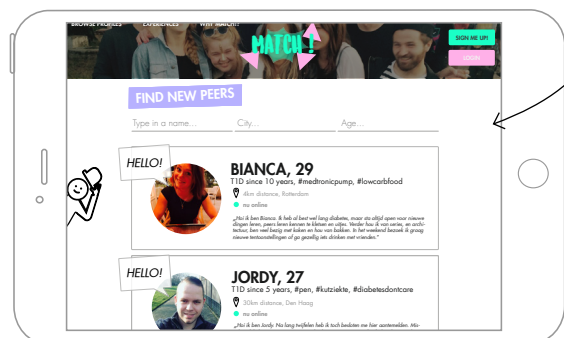 BROWSE PROFILES EXPERIENCES WHY MATCH?
MATCH !
SIGN ME UP!
LOGIN
FIND NEW PEERS
Type in a name... City... Age...
HELLO!
BIANCA, 29
T1D since 10 years, #medtronicpump, #lowcarbfood
4km distance, Rotterdam
no online
„Hoi ik ben Bianca. Ik heb al best wel lang diabetes, maar sta altijd open voor nieuwe
dingen leren, peers leren kennen te kletsen en uitjes. Verder hou ik van series, en archi-
tectuur, ben veel bezig met koken en hou van bakken. In het weekend bezoek ik graag
nieuwe tentoonstellingen of ga gezellig iets drinken met vrienden."
HELLO!
JORDY, 27
T1D since 5 years, #pen, #kutziekte, #diabetesdontcare
30km distance, Den Haag
no online
„Hoi ik ben Jordy. Na lang twijfelen heb ik toch besloten me hier aantemelden. Mis-